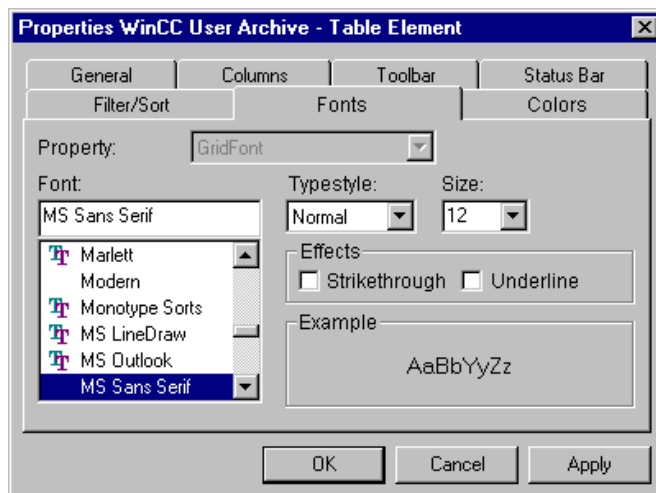 Properties WinCC User Archive - Table Element
General Columns Toolbar Status Bar
Filter/Sort Fonts Colors
Property: GridFont
Font: Typestyle: Size:
MS Sans Serif Normal 12
Marlett
Modern
Monotype Sorts
MS LineDraw
MS Outlook
MS Sans Serif
Effects
Strikethrough Underline
Example
AaBbYyZz
OK Cancel Apply